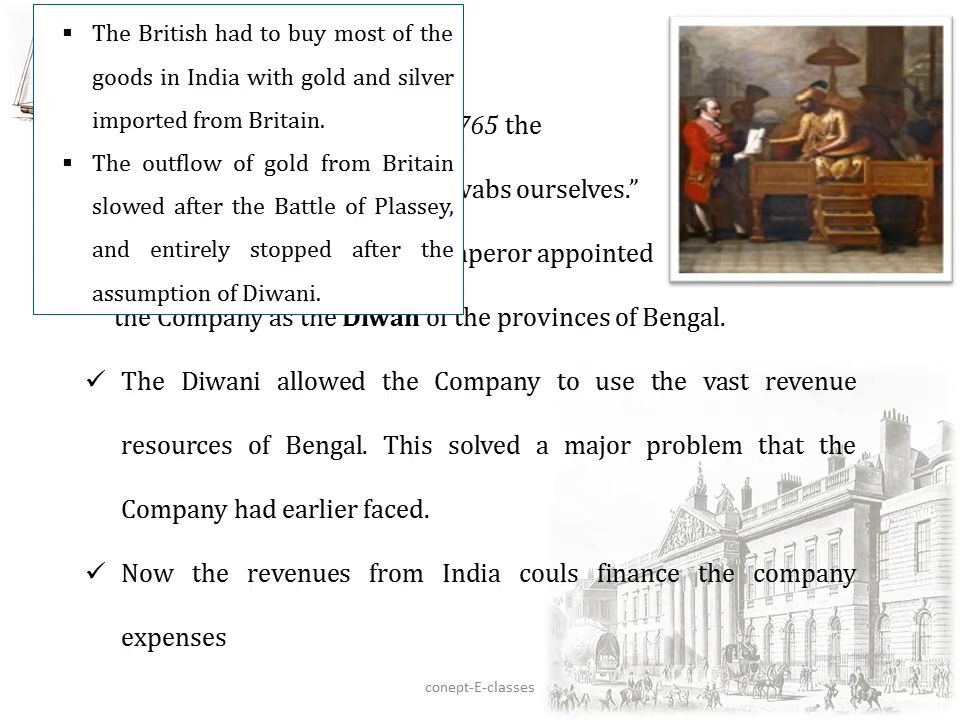 ▪ The British had to buy most of the
goods in India with gold and silver
imported from Britain.
▪ The outflow of gold from Britain
slowed after the Battle of Plassey,
and entirely stopped after the
assumption of Diwani.
765 the
ourselves.”
appointed
the Company as the Diwan of the provinces of Bengal.
✓ The Diwani allowed the Company to use the vast revenue
resources of Bengal. This solved a major problem that the
Company had earlier faced.
✓ Now the revenues from India couls finance the company
expenses
conept-E-classes